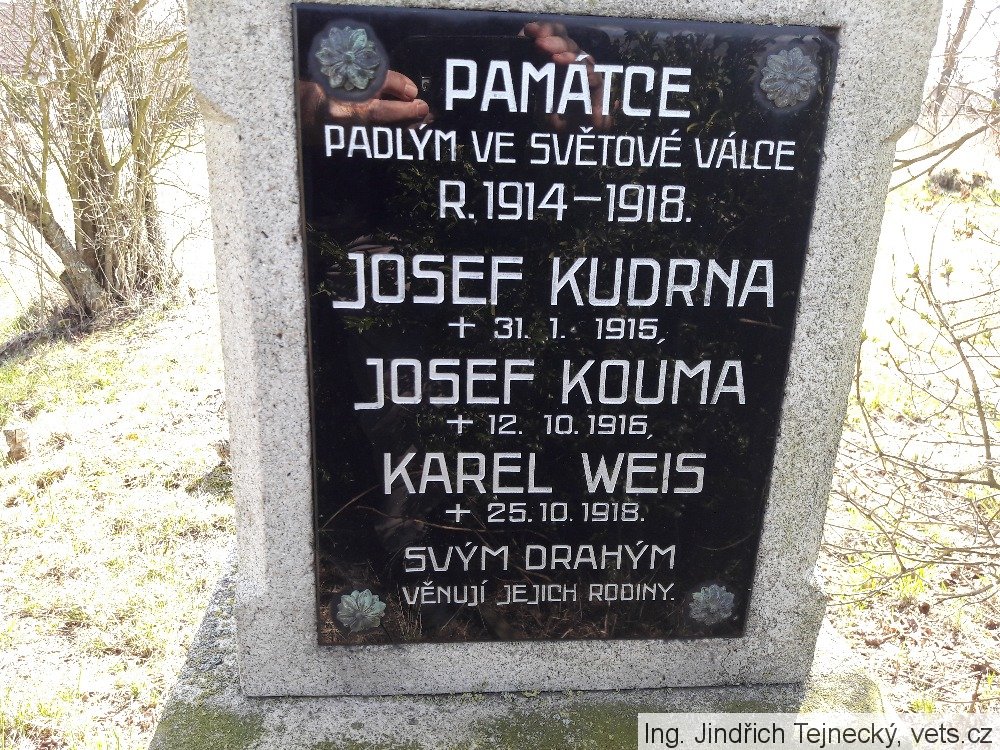 PAMÁTCE
PADLÝM VE SVĚTOVÉ VÁLCE
R. 1914–1918.
JOSEF KUDRNA
+ 31. 1. 1915,
JOSEF KOUMA
+ 12. 10. 1916,
KAREL WEIS
+ 25. 10. 1918.
SVÝM DRAHÝM
VĚNUJÍ JEJICH RODINY.
Ing. Jindřich Tejnecký, vets.cz